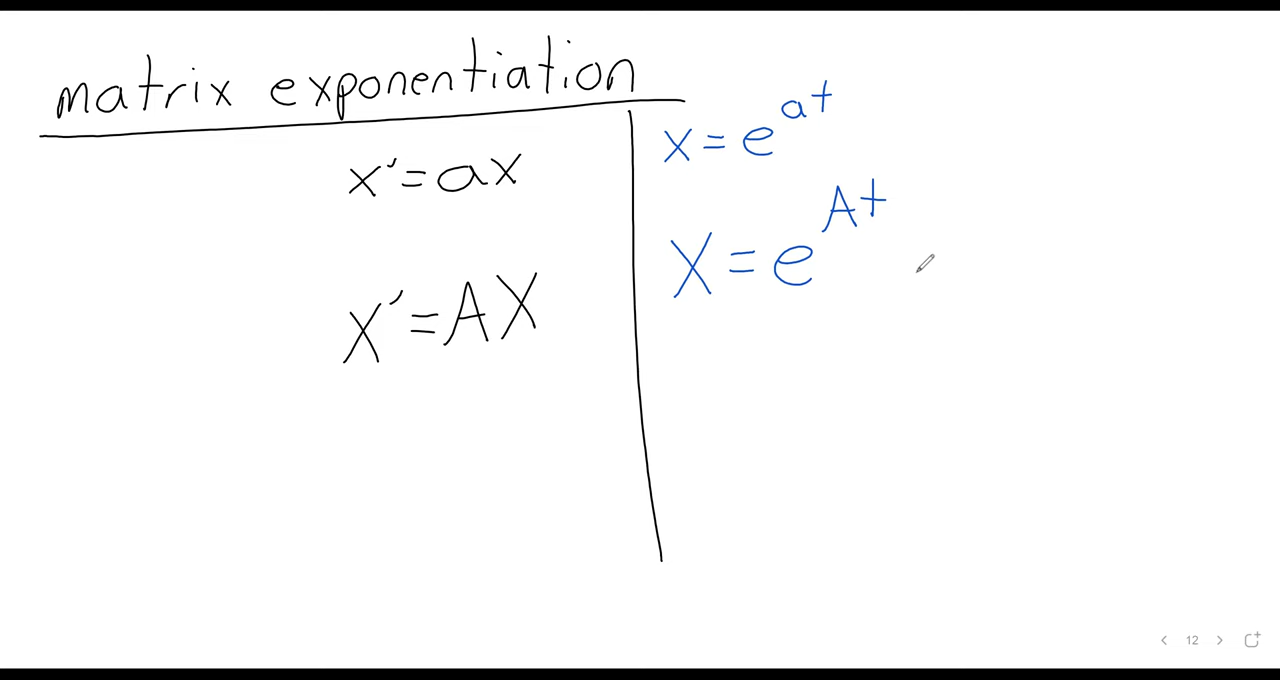 matrix exponentiation
x'=ax
X'=AX
x=e^at
X=e^At
12